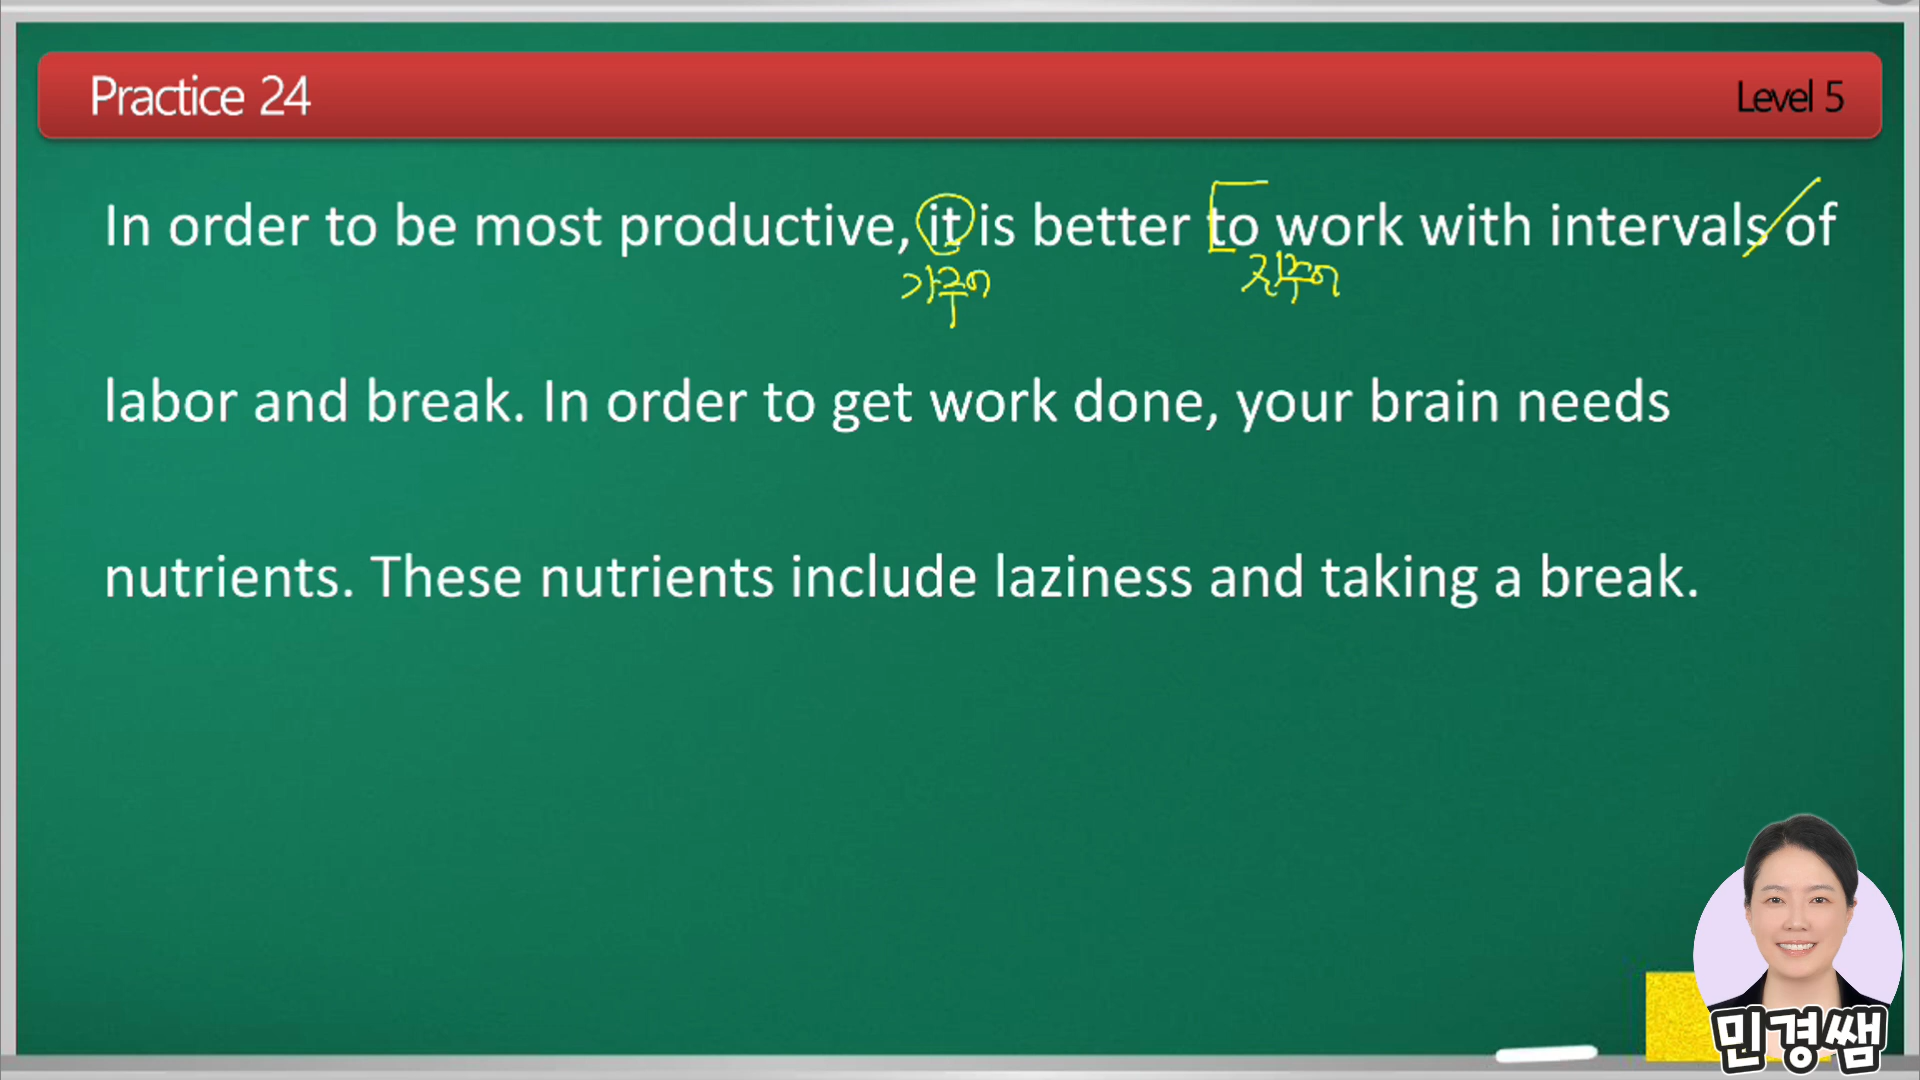 Practice 24
Level 5
In order to be most productive, it is better to work with intervals of
가주어
진주어
labor and break. In order to get work done, your brain needs
nutrients. These nutrients include laziness and taking a break.
민경쌤